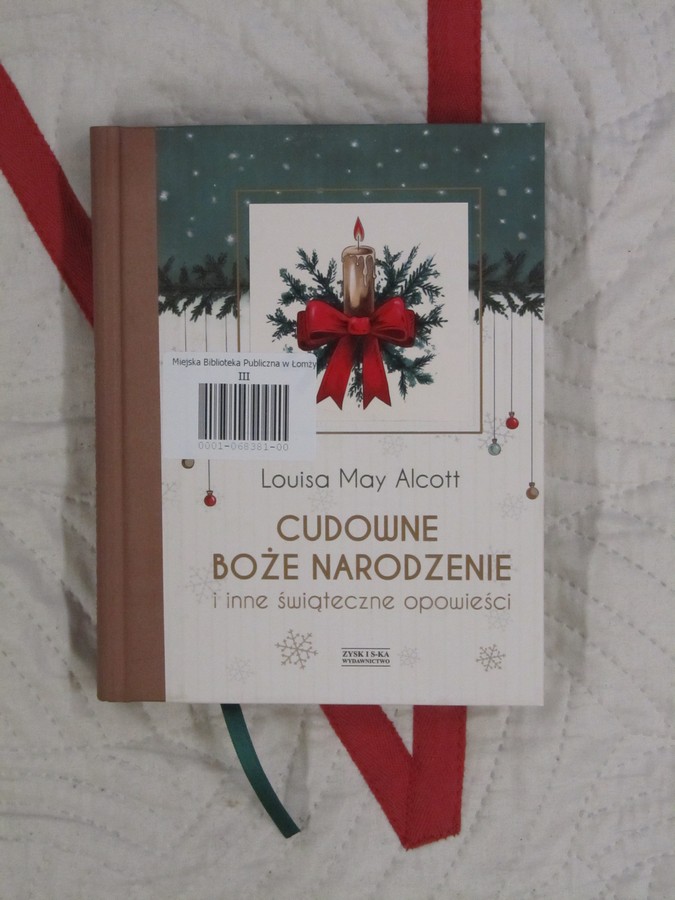 Miejska Biblioteka Publiczna w Łomży
III
0001-068381-00
Louisa May Alcott
CUDOWNE
BOŻE NARODZENIE
i inne świąteczne opowieści
ZYSK I S-KA
WYDAWNICTWO